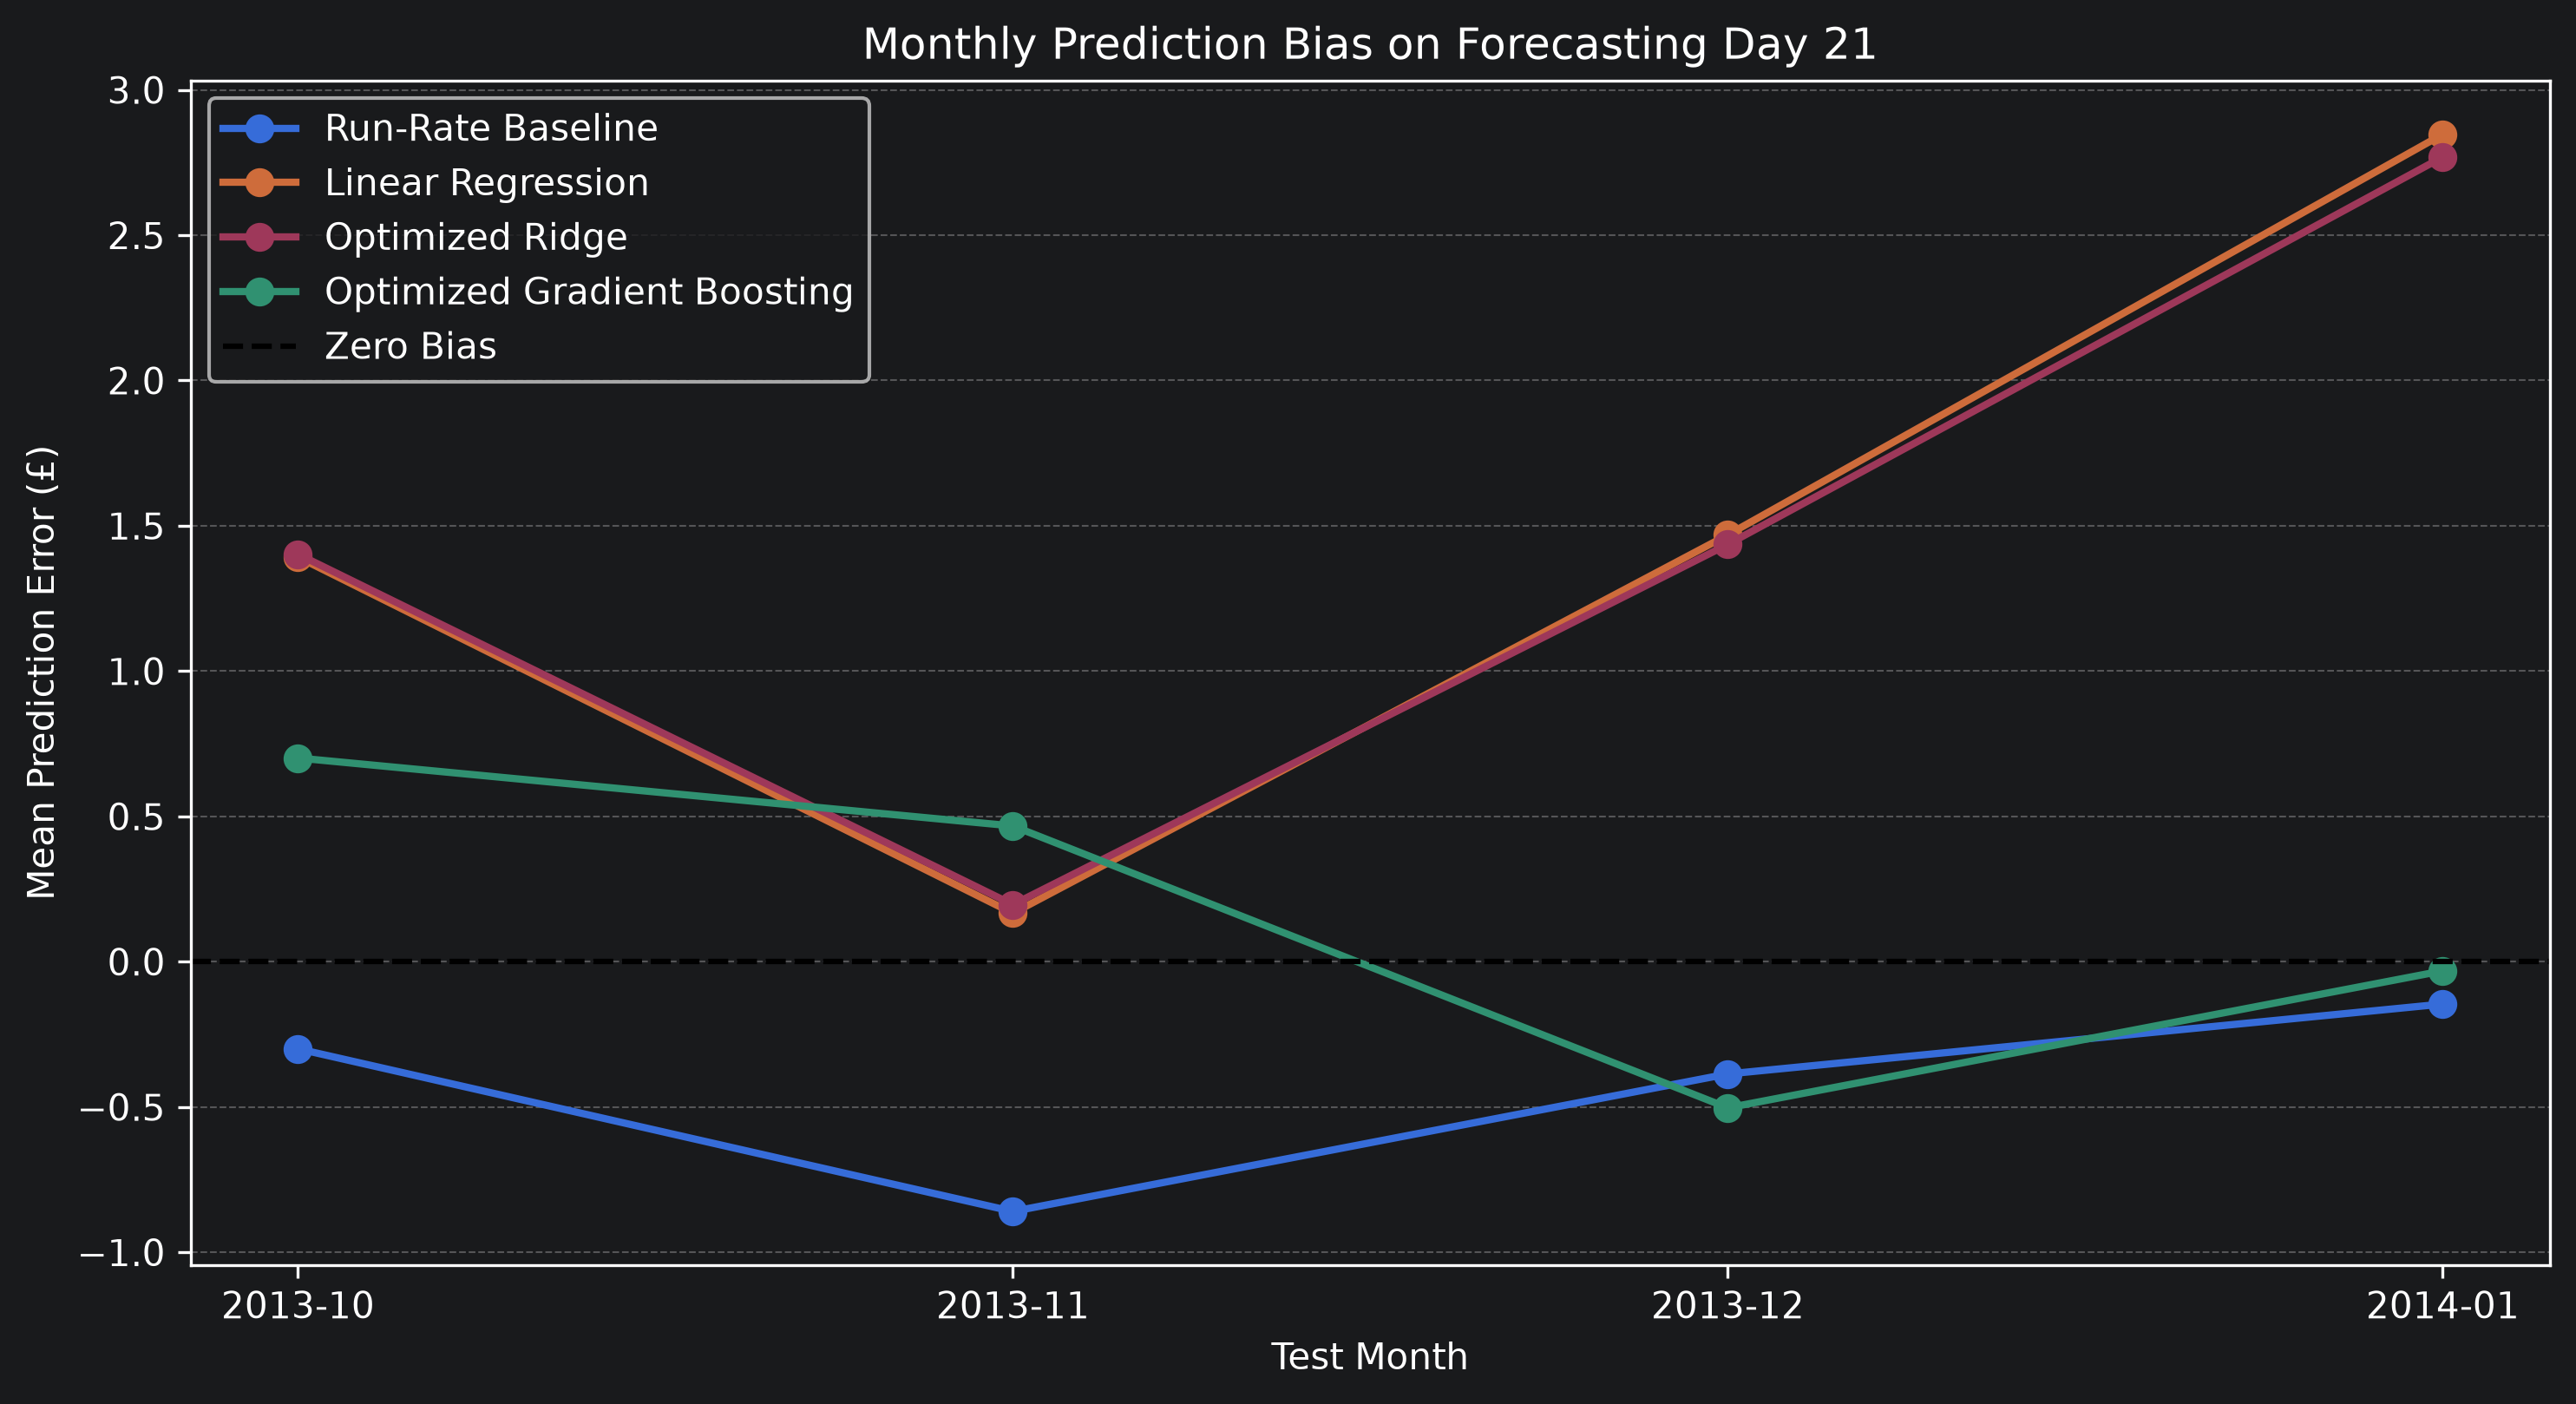 Monthly Prediction Bias on Forecasting Day 21
Mean Prediction Error (£)
3.0
2.5
2.0
1.5
1.0
0.5
0.0
−0.5
−1.0
Run-Rate Baseline
Linear Regression
Optimized Ridge
Optimized Gradient Boosting
Zero Bias
2013-10 2013-11 2013-12 2014-01
Test Month